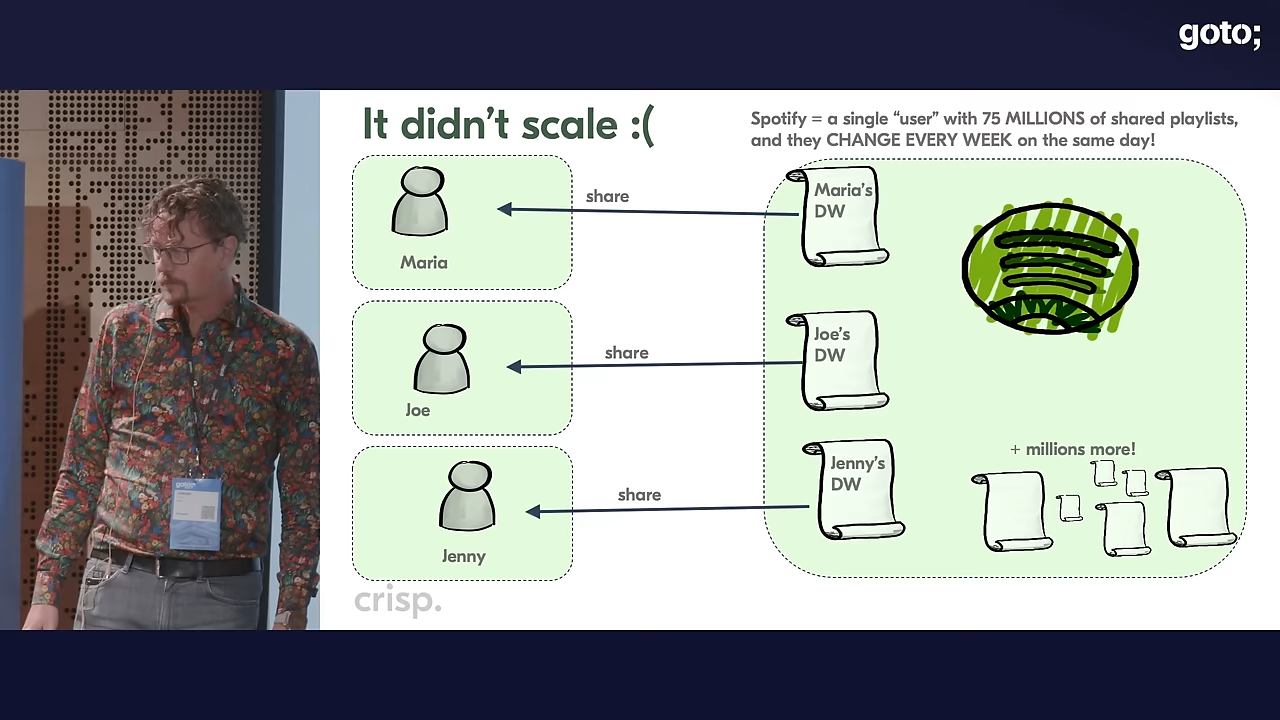 goto;
It didn't scale :(
Spotify = a single “user” with 75 MILLIONS of shared playlists,
and they CHANGE EVERY WEEK on the same day!
share
Maria's
DW
Maria
share
Joe's
DW
Joe
+ millions more!
share
Jenny's
DW
Jenny
crisp.
goto;